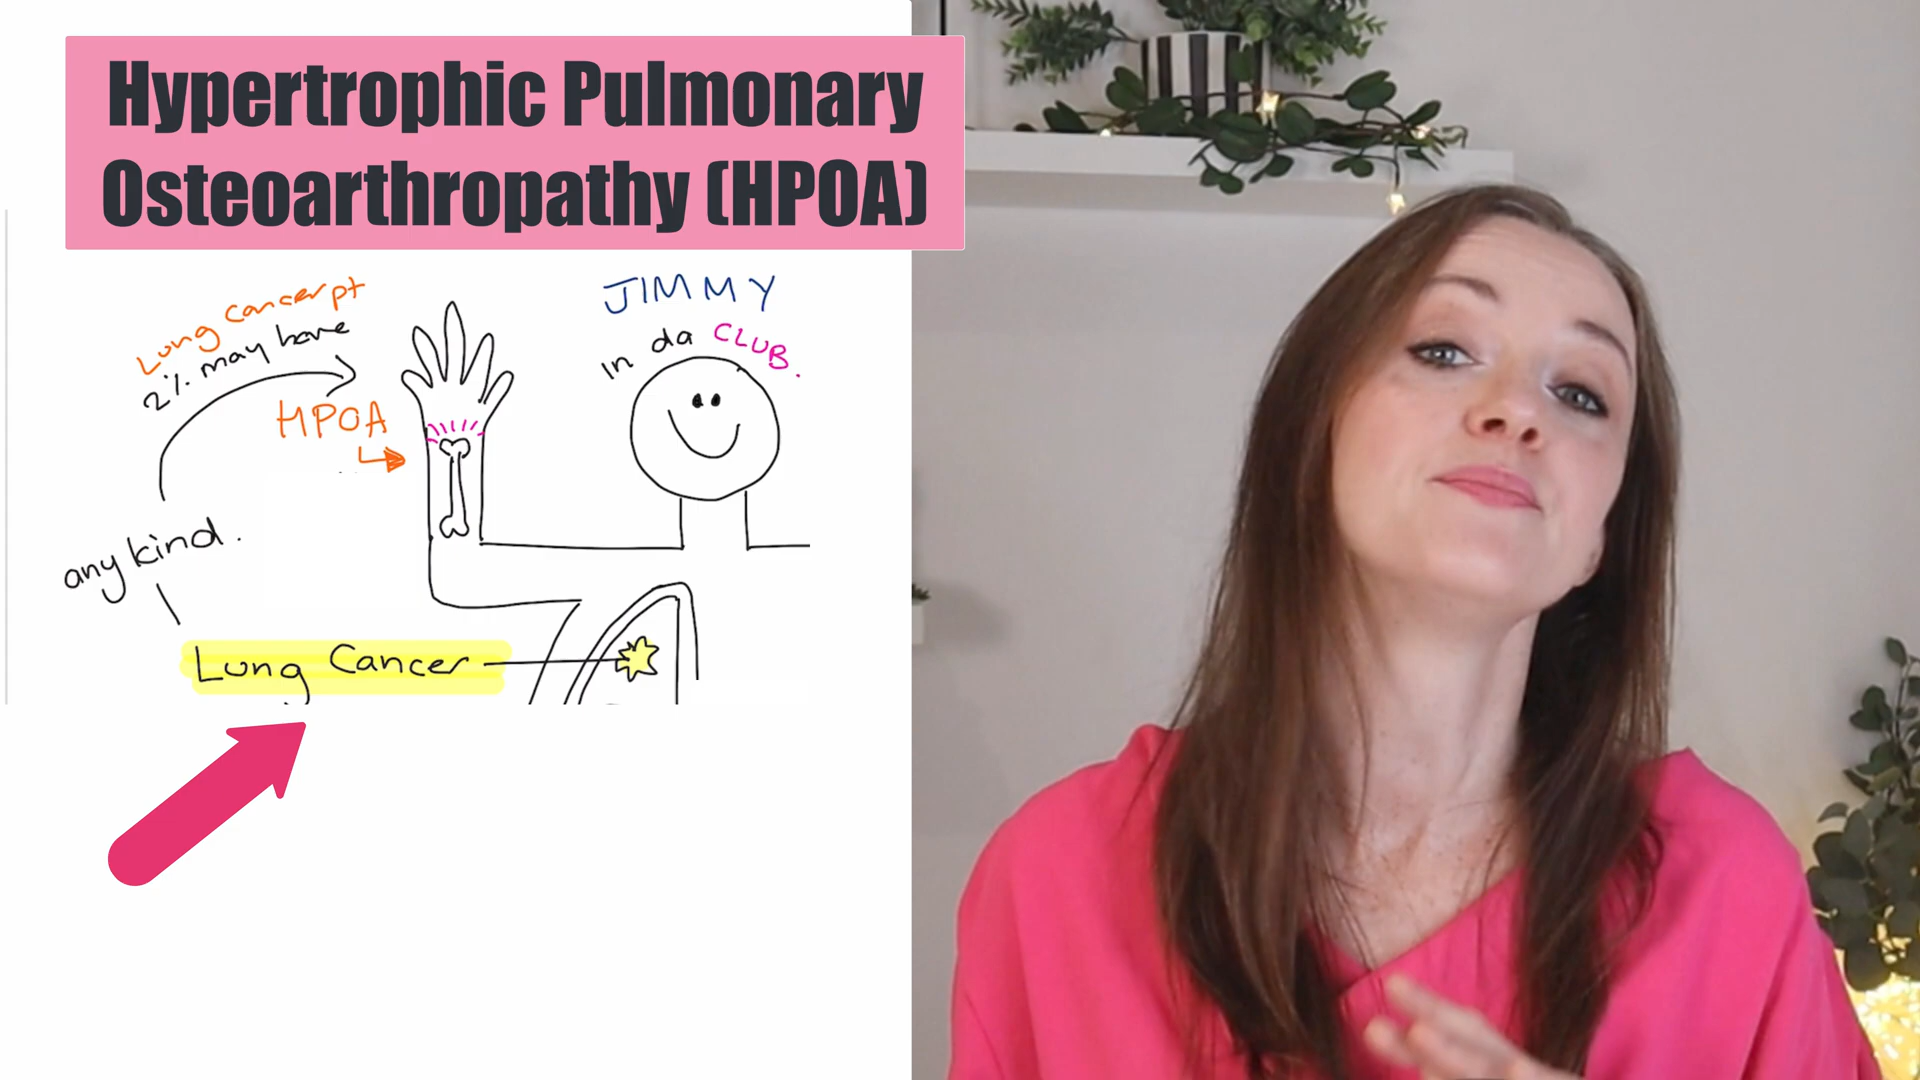 Hypertrophic Pulmonary
Osteoarthropathy (HPOA)
Lung cancer pt
2% may have
HPOA
JIMMY
in da CLUB.
any kind.
Lung Cancer